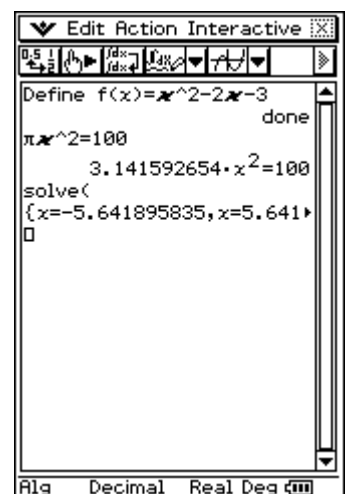 Edit Action Interactive
Define f(x)=x^2-2x-3
done
πx^2=100
3.141592654·x²=100
solve(
{x=-5.641895835,x=5.641▸
Alg Decimal Real Deg